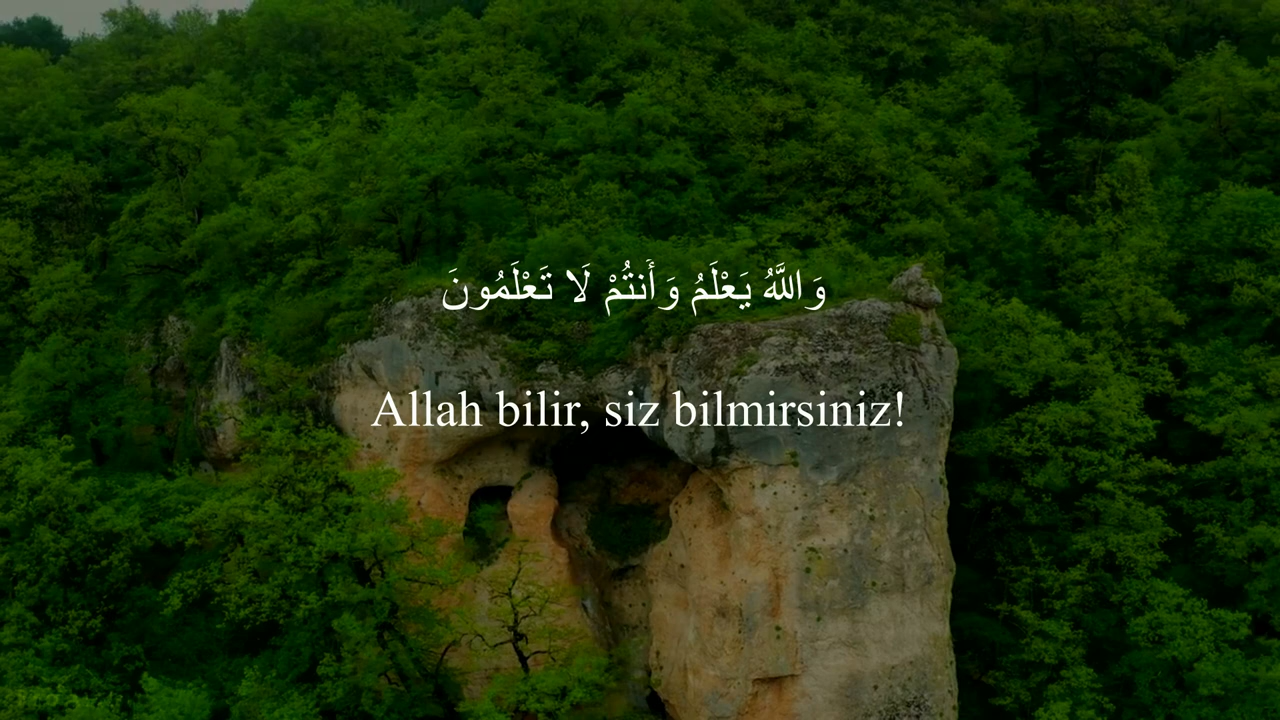 وَاللَّهُ يَعْلَمُ وَأَنتُمْ لَا تَعْلَمُونَ
Allah bilir, siz bilmirsiniz!